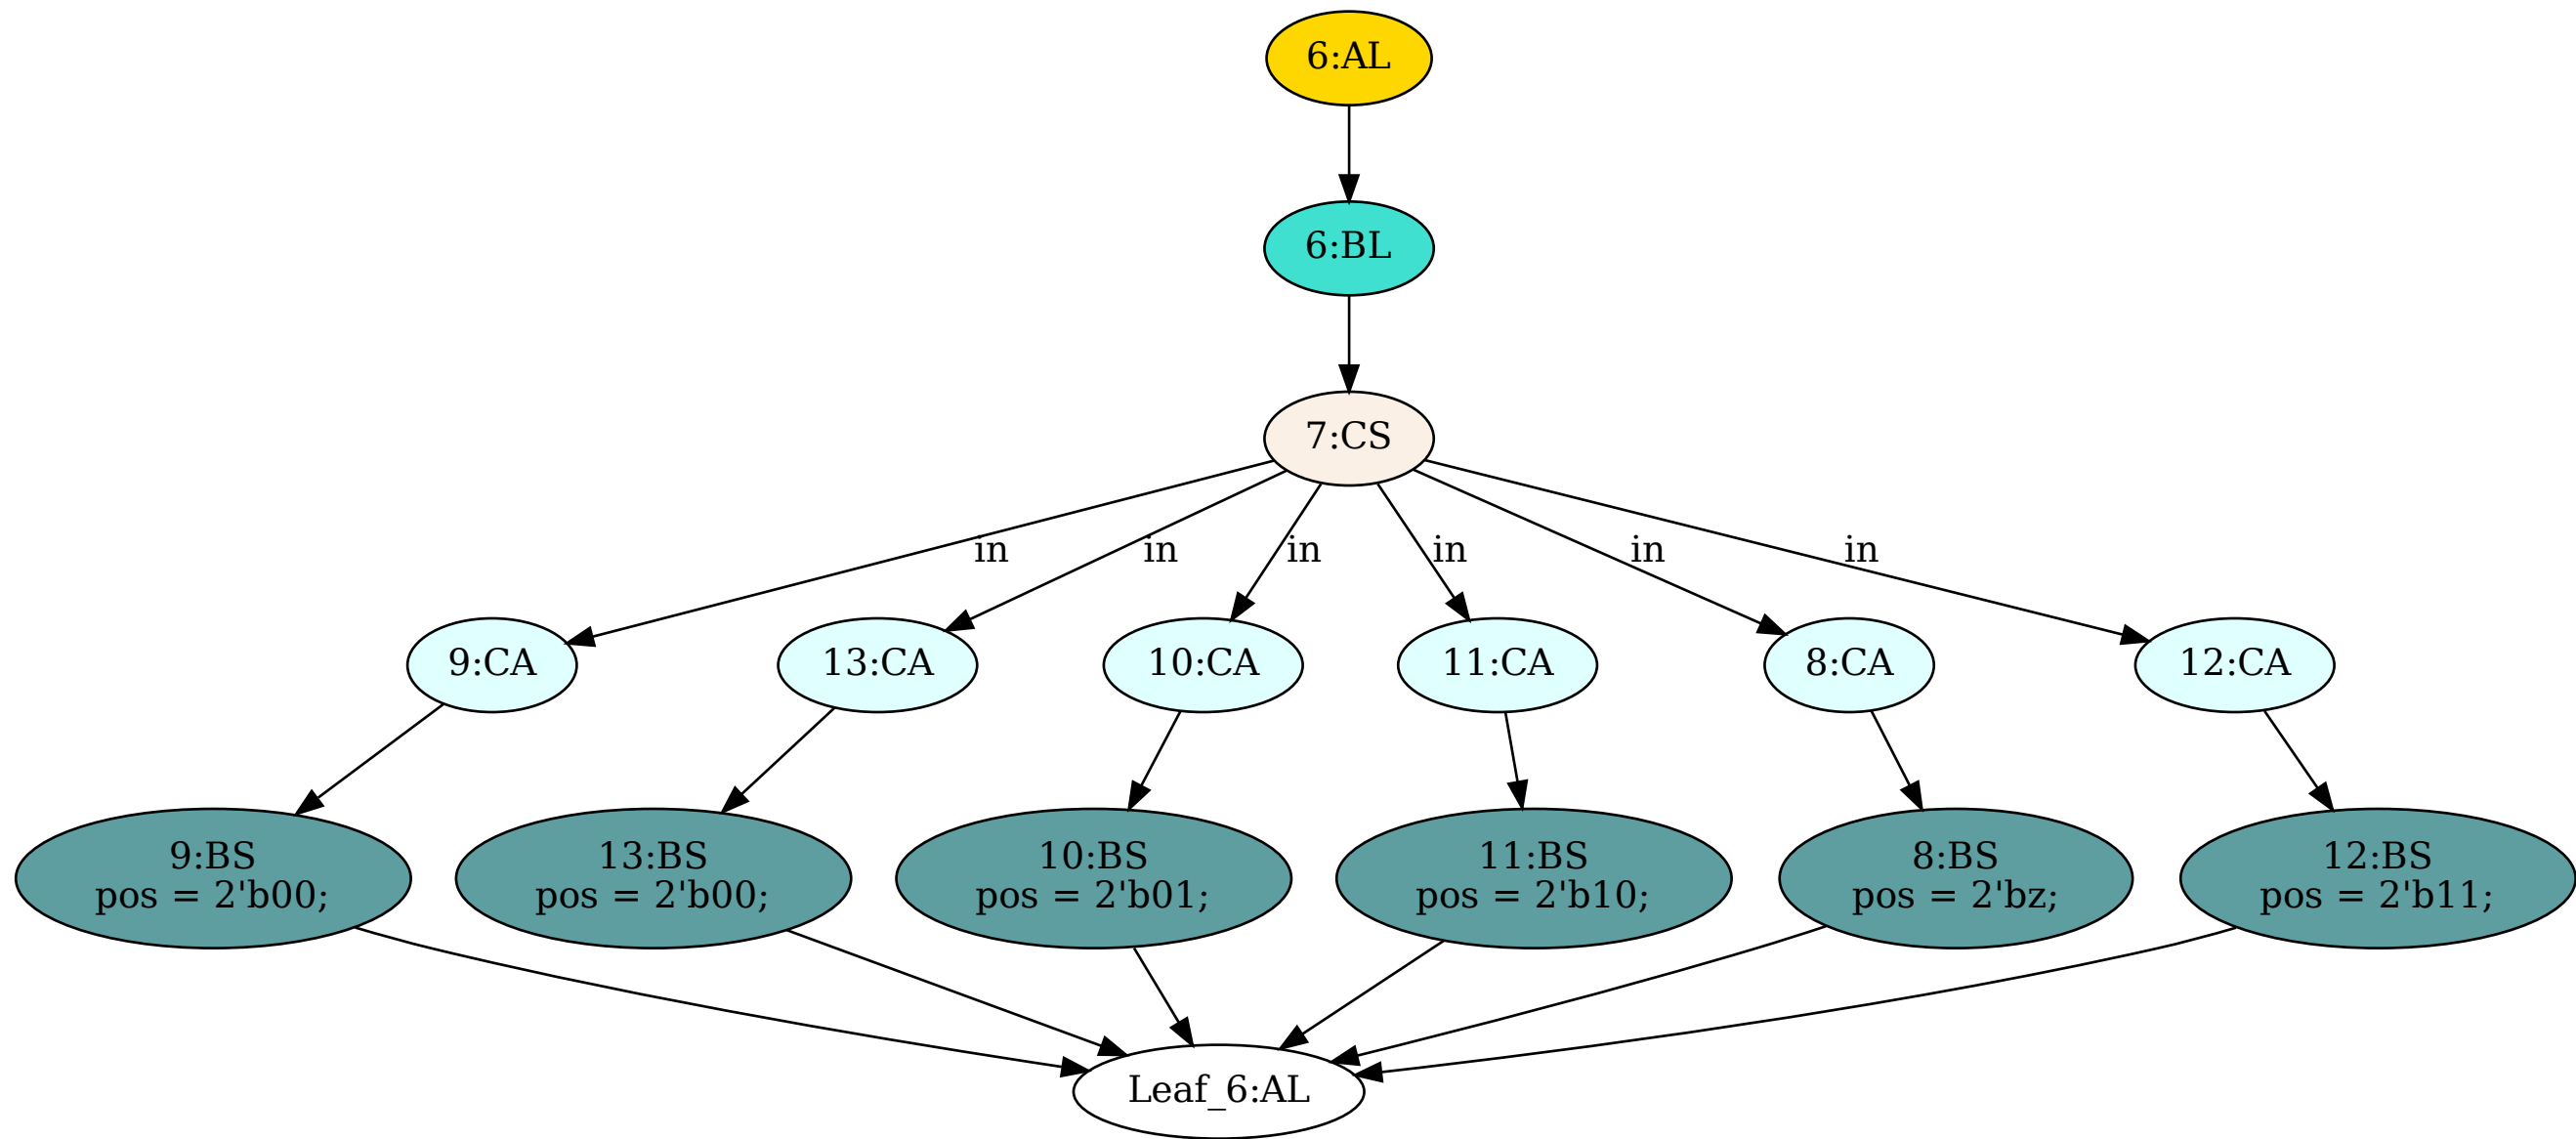 6:AL
6:BL
7:CS
in
in
in
in
in
in
9:CA
13:CA
10:CA
11:CA
8:CA
12:CA
9:BS
pos = 2'b00;
13:BS
pos = 2'b00;
10:BS
pos = 2'b01;
11:BS
pos = 2'b10;
8:BS
pos = 2'bz;
12:BS
pos = 2'b11;
Leaf_6:AL